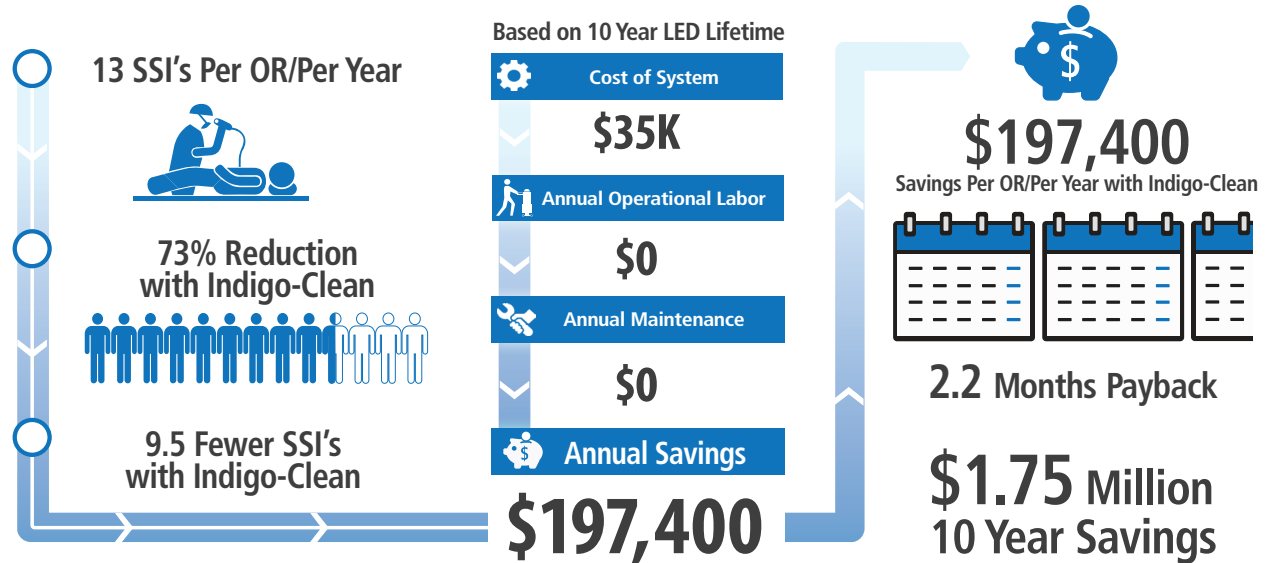 13 SSI's Per OR/Per Year
73% Reduction
with Indigo-Clean
9.5 Fewer SSI's
with Indigo-Clean
Based on 10 Year LED Lifetime
Cost of System
$35K
Annual Operational Labor
$0
Annual Maintenance
$0
$
Annual Savings
$197,400
$
$197,400
Savings Per OR/Per Year with Indigo-Clean
2.2 Months Payback
$1.75 Million
10 Year Savings